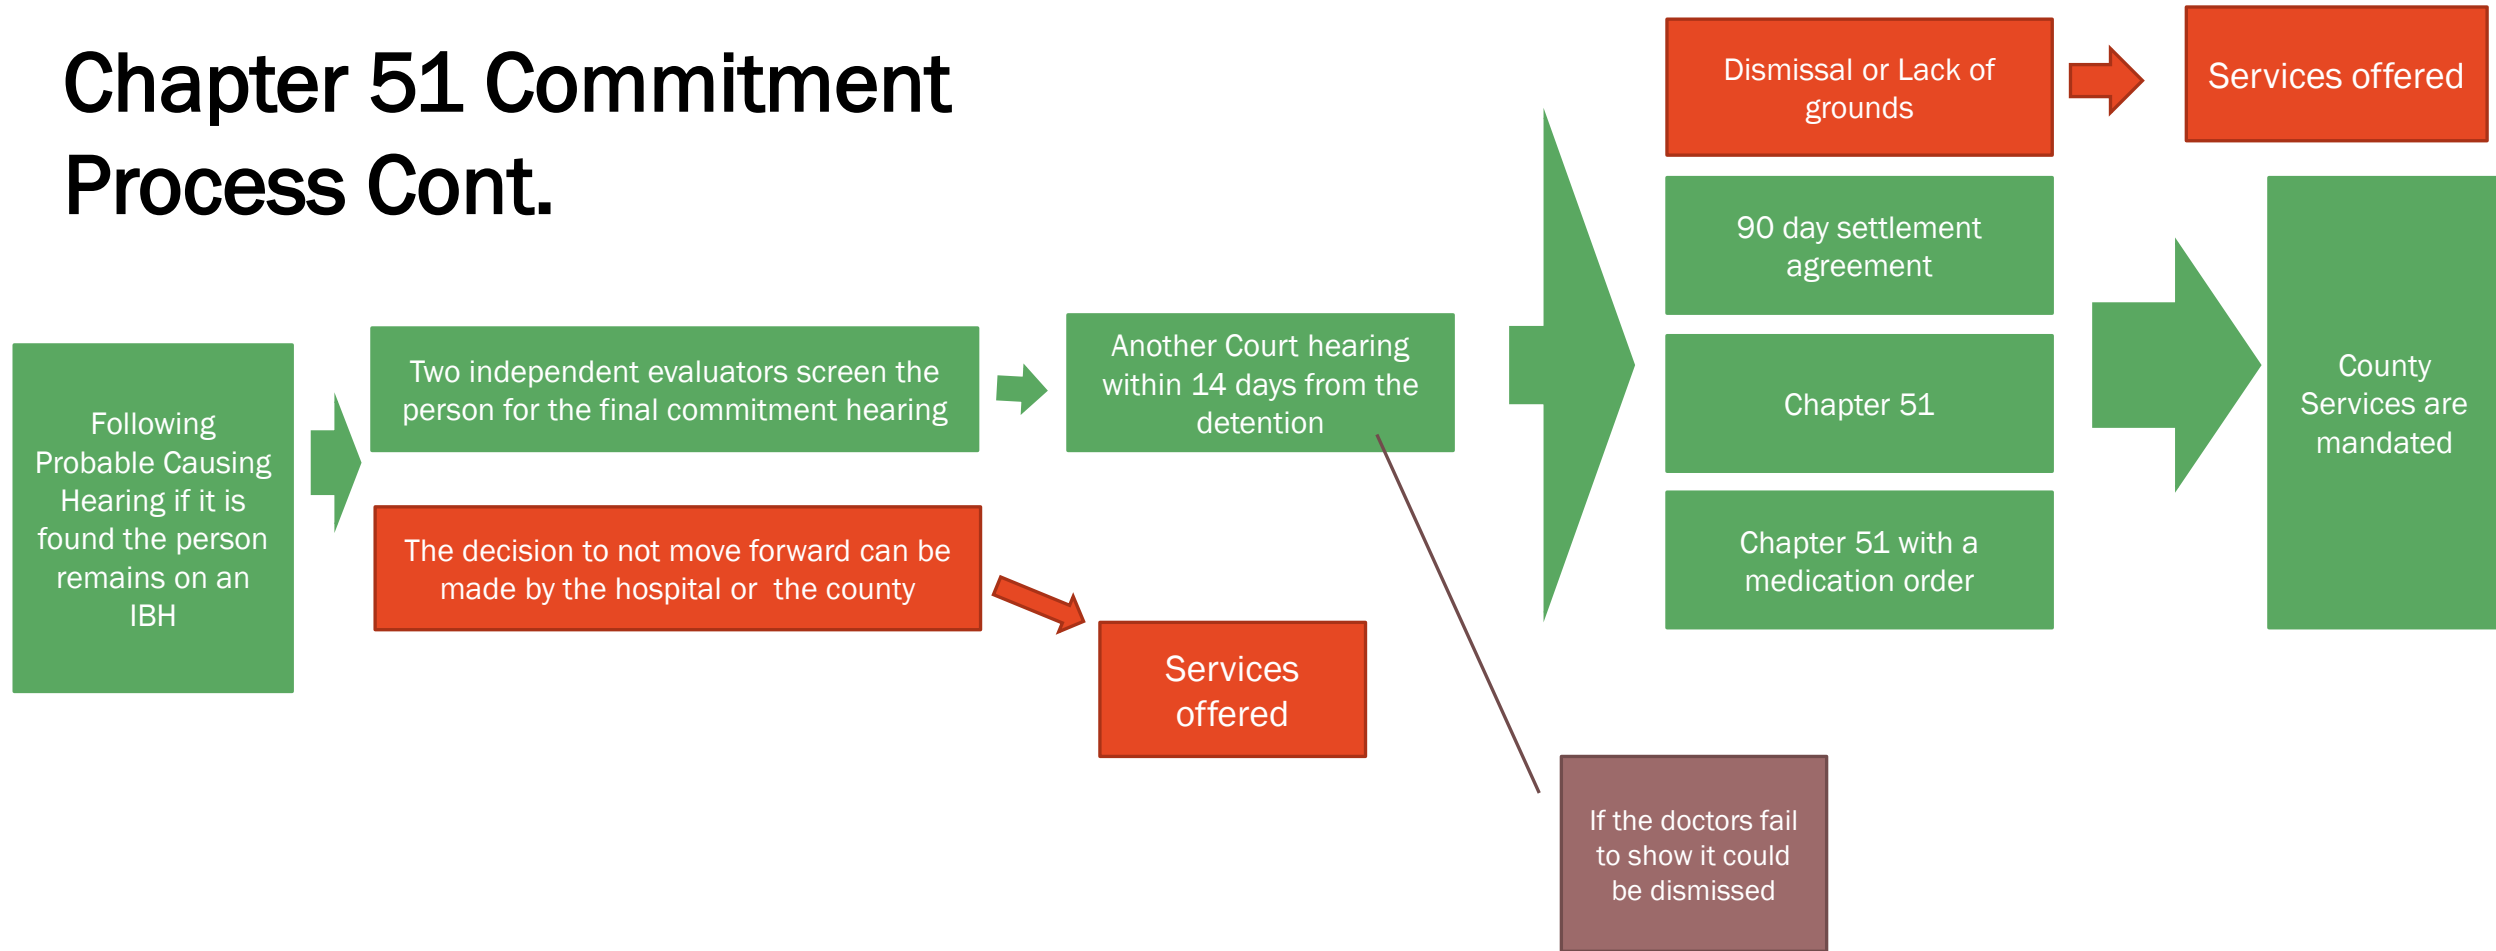 Chapter 51 Commitment
Process Cont.
Following
Probable Causing
Hearing if it is
found the person
remains on an
IBH
Two independent evaluators screen the
person for the final commitment hearing
The decision to not move forward can be
made by the hospital or  the county
Services
offered
Another Court hearing
within 14 days from the
detention
If the doctors fail
to show it could
be dismissed
Dismissal or Lack of
grounds
Services offered
90 day settlement
agreement
Chapter 51
Chapter 51 with a
medication order
County
Services are
mandated